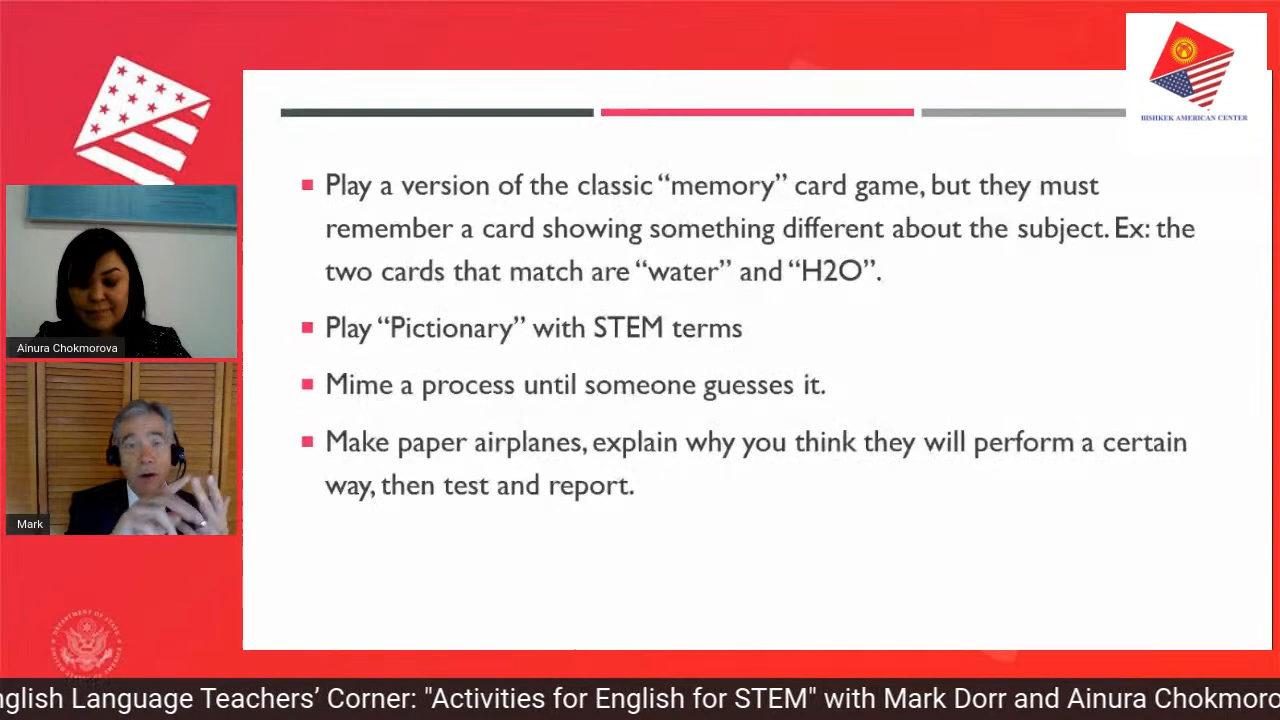 BISHKEK AMERICAN CENTER
Play a version of the classic “memory” card game, but they must
remember a card showing something different about the subject. Ex: the
two cards that match are “water” and “H2O”.
Play “Pictionary” with STEM terms
Mime a process until someone guesses it.
Make paper airplanes, explain why you think they will perform a certain
way, then test and report.
Ainura Chokmorova
Mark
nglish Language Teachers’ Corner: "Activities for English for STEM" with Mark Dorr and Ainura Chokmoro